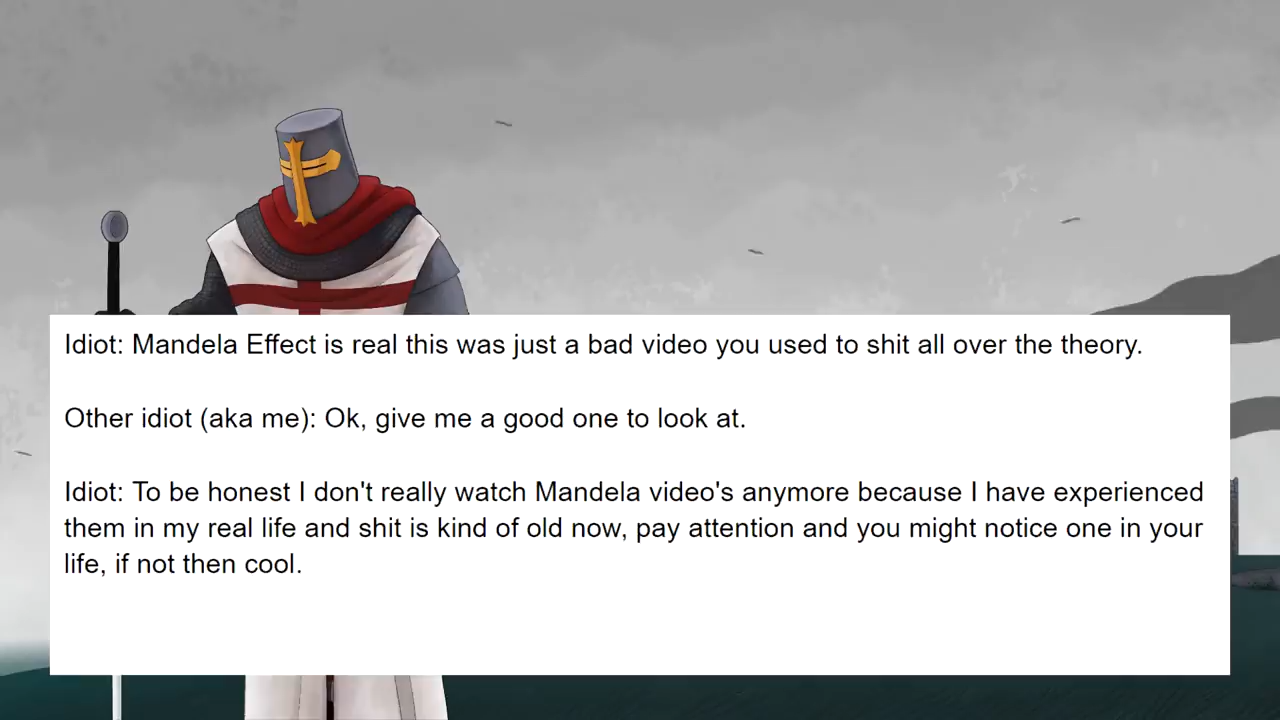 Idiot: Mandela Effect is real this was just a bad video you used to shit all over the theory.
Other idiot (aka me): Ok, give me a good one to look at.
Idiot: To be honest I don't really watch Mandela video's anymore because I have experienced
them in my real life and shit is kind of old now, pay attention and you might notice one in your
life, if not then cool.